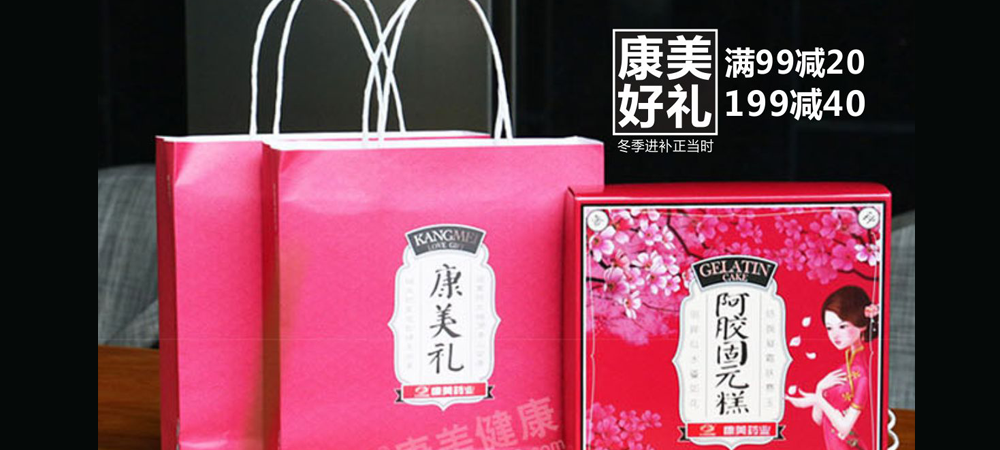 康美
好礼
满99减20
199减40
冬季进补正当时
KANGMEI
LOVE GIFT
康美礼
康美药业
康美健康
GELATIN
CAKE
阿胶固元糕
康美药业